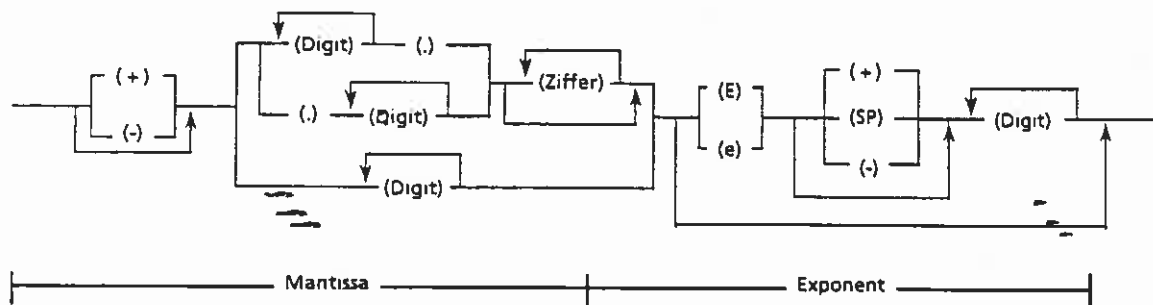 (Digit) (.)
(+) (Ziffer) (E) (+)
(.) (Digit) (SP) (Digit)
(-) (e) (-)
(Digit)
Mantissa Exponent